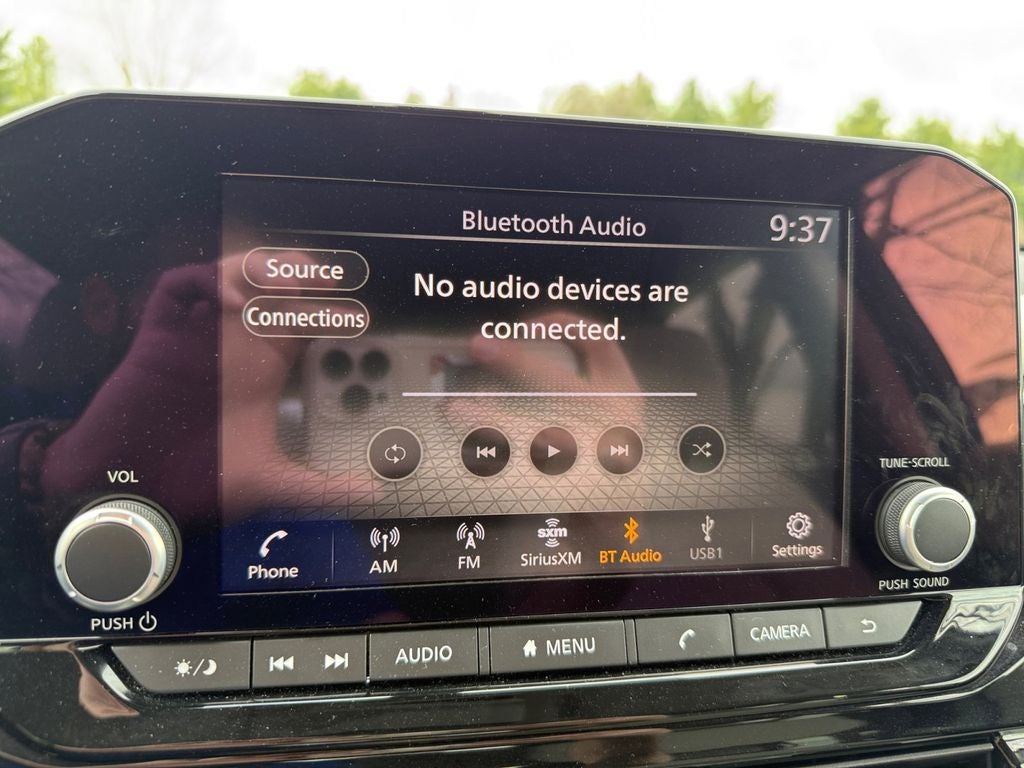 Bluetooth Audio
9:37
Source
No audio devices are
connected.
Connections
VOL
TUNE-SCROLL
Phone
AM
FM
sxm
SiriusXM
BT Audio
USB1
Settings
PUSH
PUSH SOUND
AUDIO
MENU
CAMERA